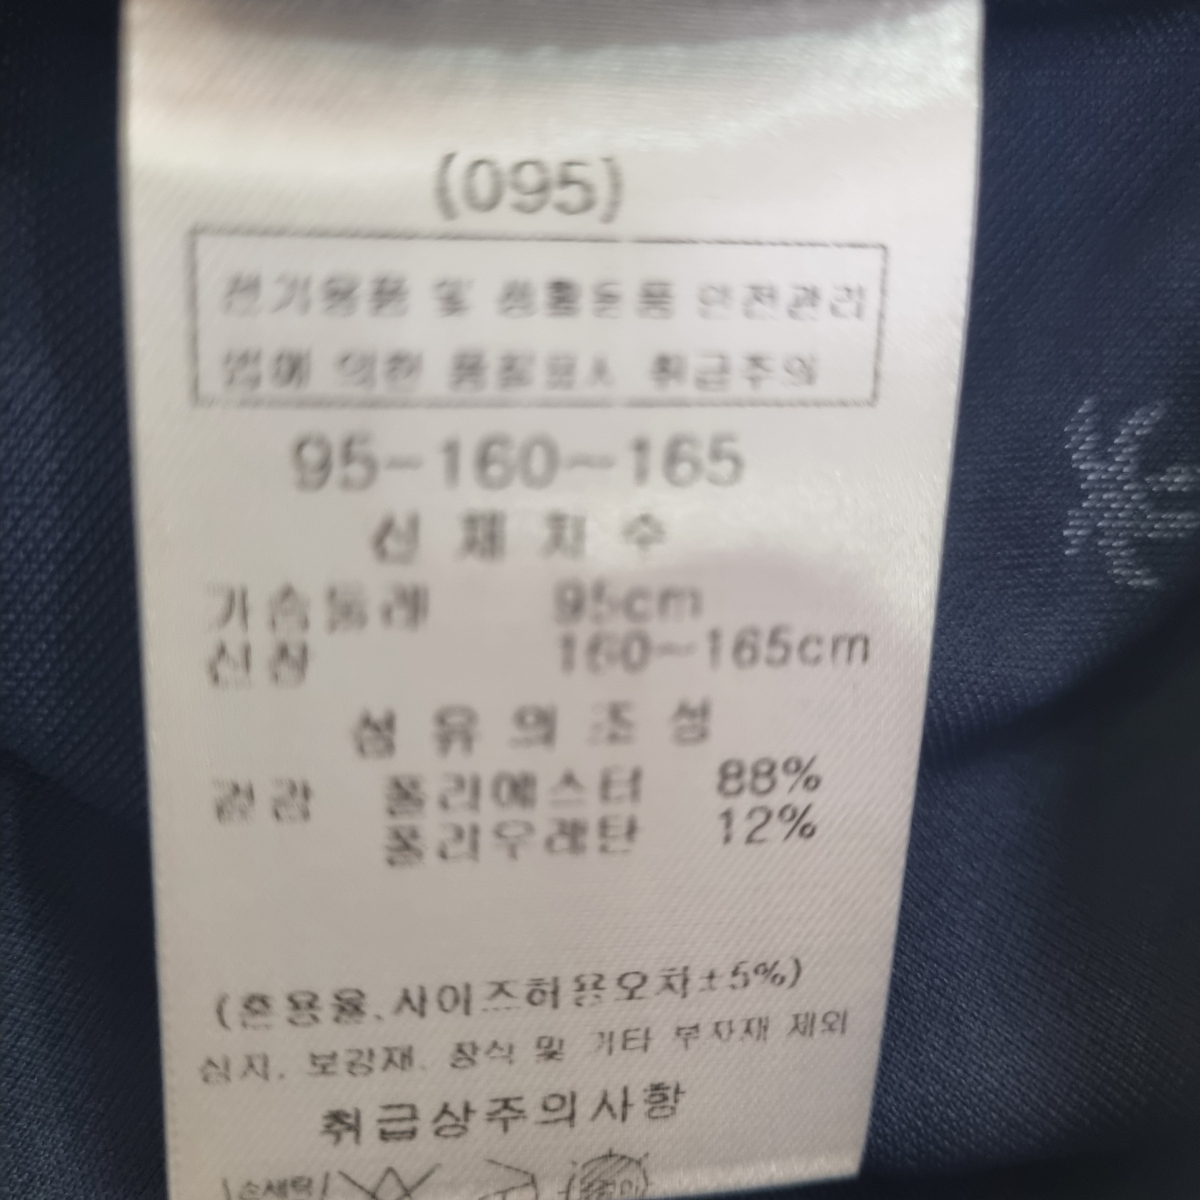 (095)
전기용품 및 생활용품 안전관리
법에 의한 품질표시 취급주의
95-160~165
신체치수
가슴둘레 95cm
신장 160~165cm
섬유의조성
겉감 폴리에스터 88%
폴리우레탄 12%
(혼용율.사이즈허용오차±5%)
심지. 보강재. 장식 및 기타 부자재 제외
취급상주의사항
손세탁